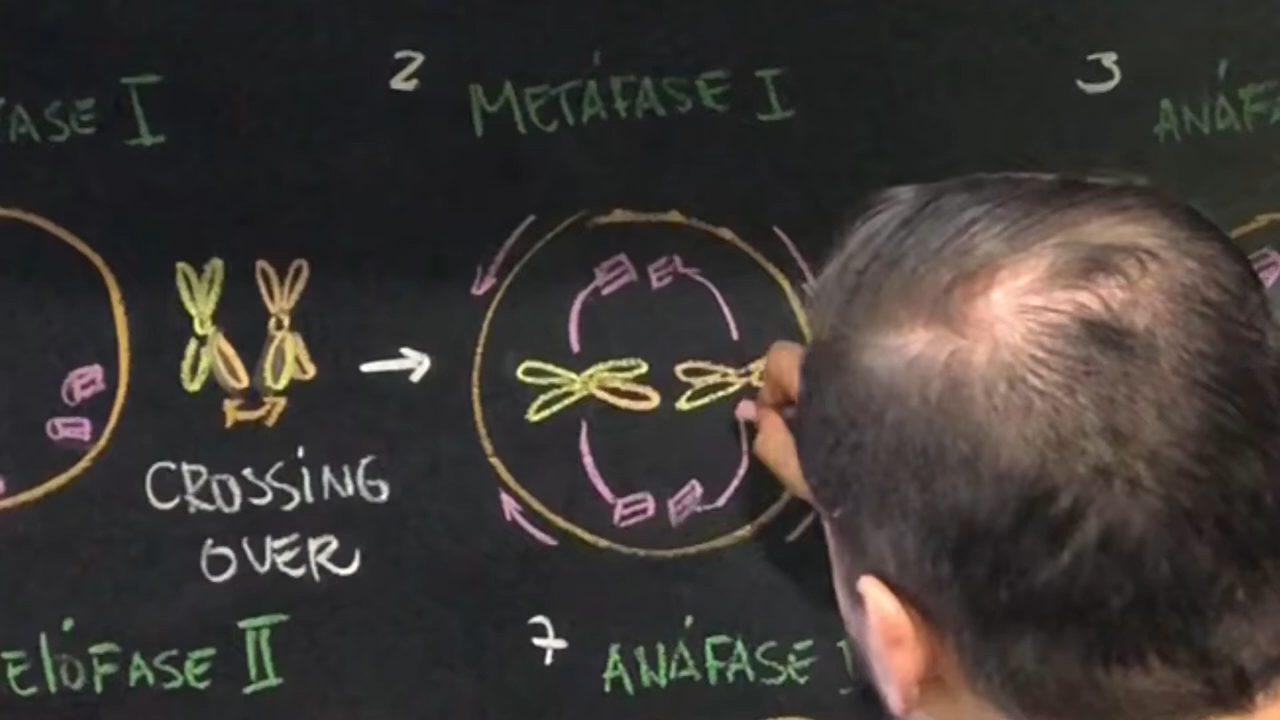 FASE I
2
METÁFASE I
3
ANÁFA
CROSSING
OVER
ELÓFASE II
7
ANÁFASE I